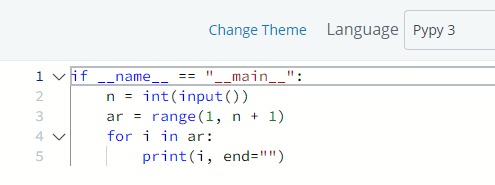 Change Theme Language Pypy 3
1 if __name__ == "__main__":
2     n = int(input())
3     ar = range(1, n + 1)
4     for i in ar:
5         print(i, end="")